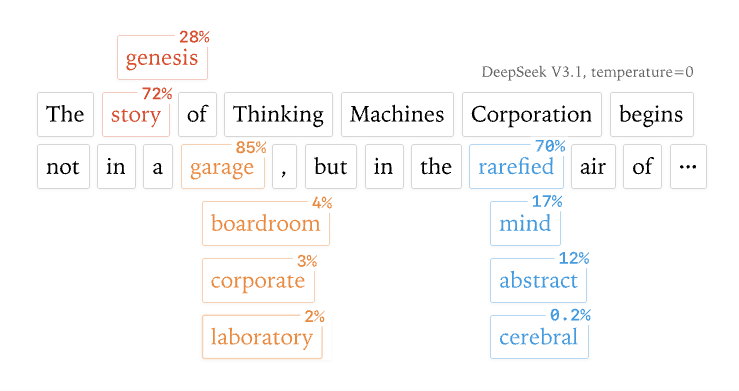 28%
genesis
DeepSeek V3.1, temperature=0
72%
The story of Thinking Machines Corporation begins
85% 70%
not in a garage , but in the rarefied air of ...
4% 17%
boardroom mind
3% 12%
corporate abstract
2% 0.2%
laboratory cerebral